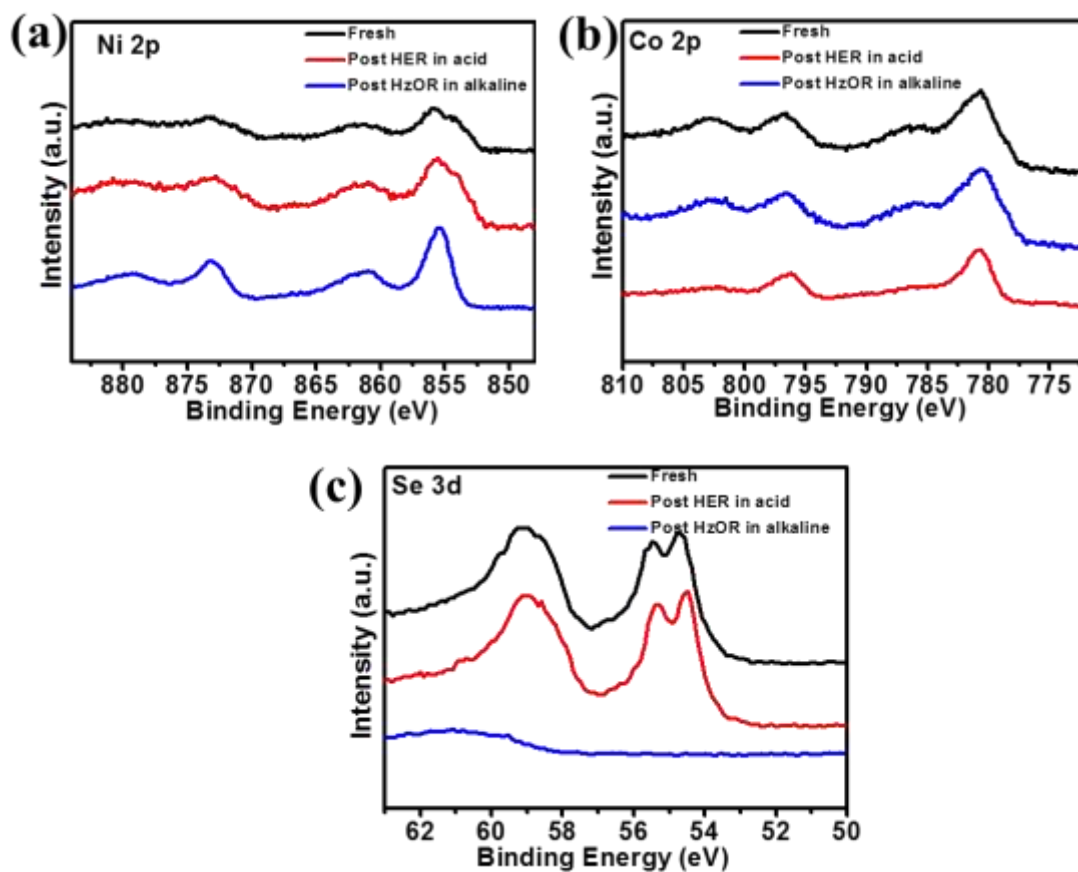 (a) Ni 2p
Fresh
Post HER in acid
Post HzOR in alkaline
Intensity (a.u.)
880 875 870 865 860 855 850
Binding Energy (eV)
(b) Co 2p
Fresh
Post HER in acid
Post HzOR in alkaline
Intensity (a.u.)
810 805 800 795 790 785 780 775
Binding Energy (eV)
(c) Se 3d
Fresh
Post HER in acid
Post HzOR in alkaline
Intensity (a.u.)
62 60 58 56 54 52 50
Binding Energy (eV)